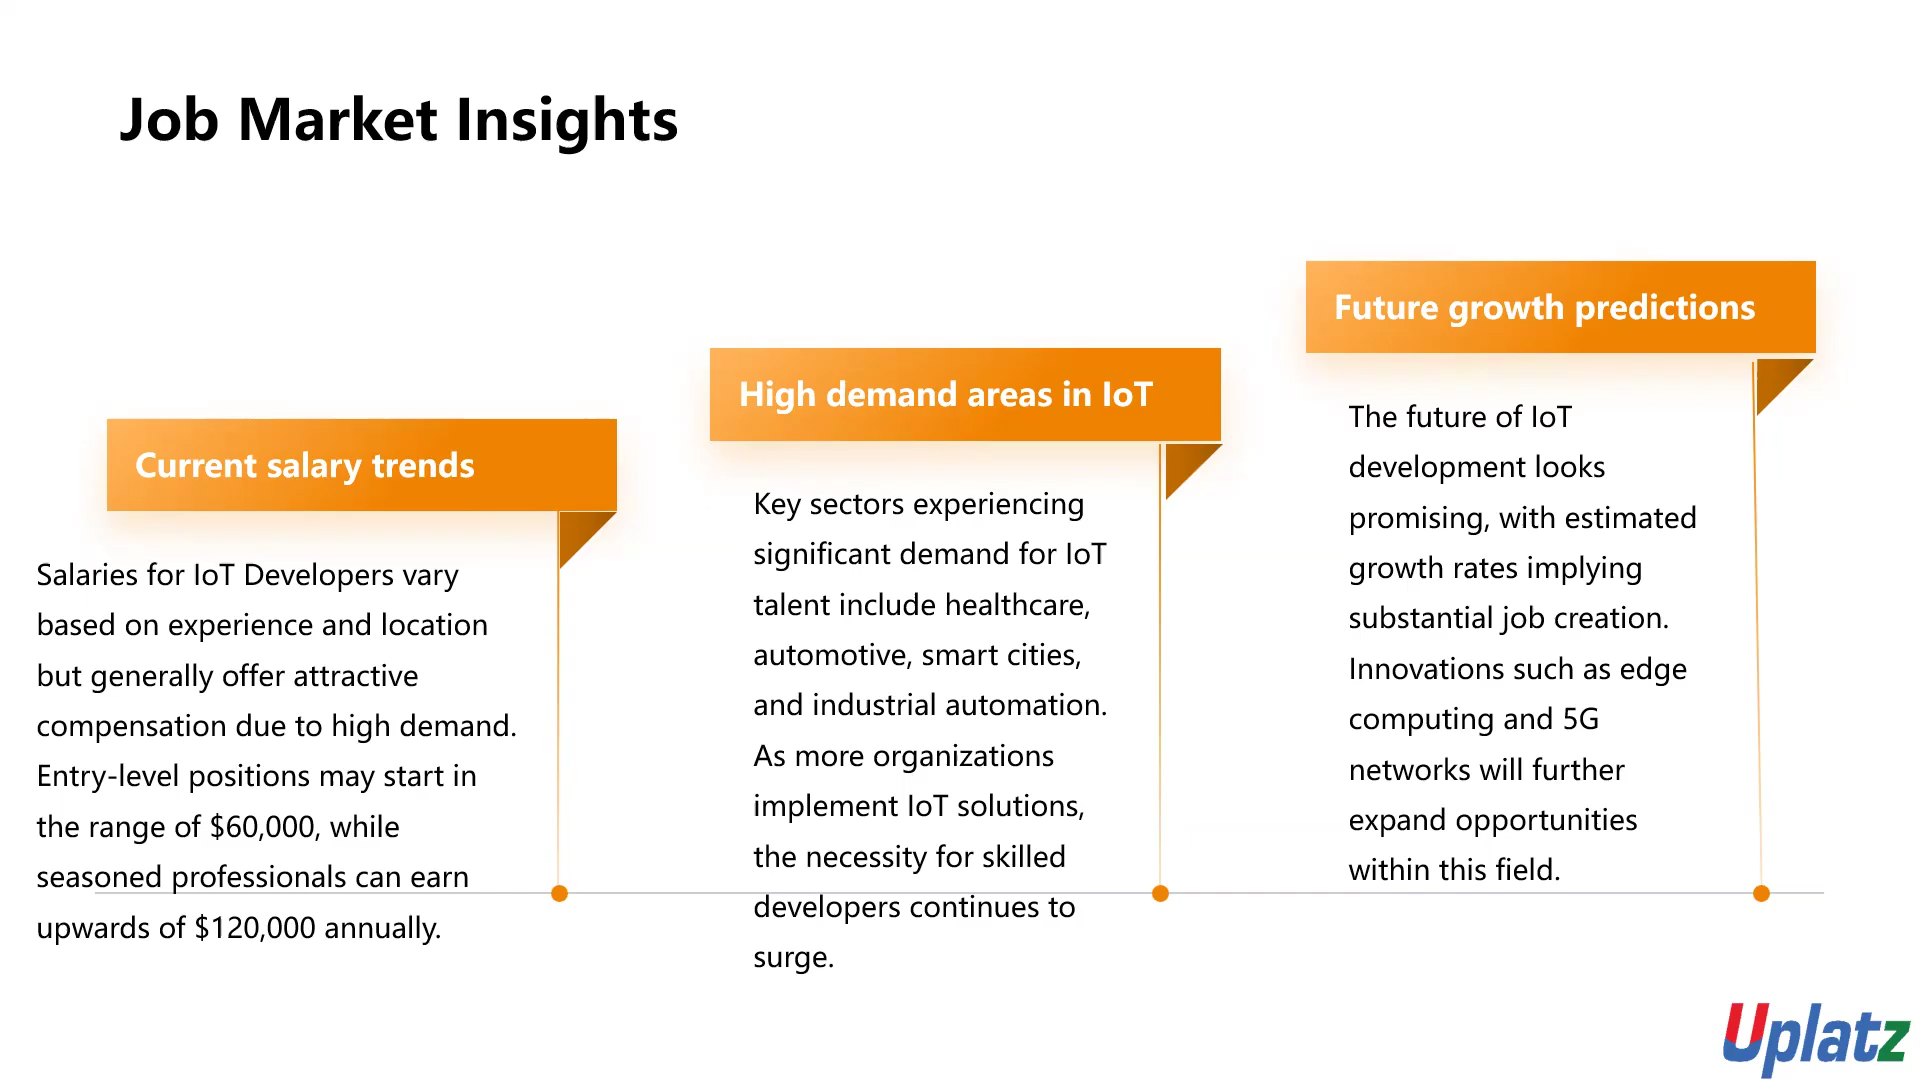 Job Market Insights
Current salary trends
Salaries for IoT Developers vary
based on experience and location
but generally offer attractive
compensation due to high demand.
Entry-level positions may start in
the range of $60,000, while
seasoned professionals can earn
upwards of $120,000 annually.
High demand areas in IoT
Key sectors experiencing
significant demand for IoT
talent include healthcare,
automotive, smart cities,
and industrial automation.
As more organizations
implement IoT solutions,
the necessity for skilled
developers continues to
surge.
Future growth predictions
The future of IoT
development looks
promising, with estimated
growth rates implying
substantial job creation.
Innovations such as edge
computing and 5G
networks will further
expand opportunities
within this field.
Uplatz